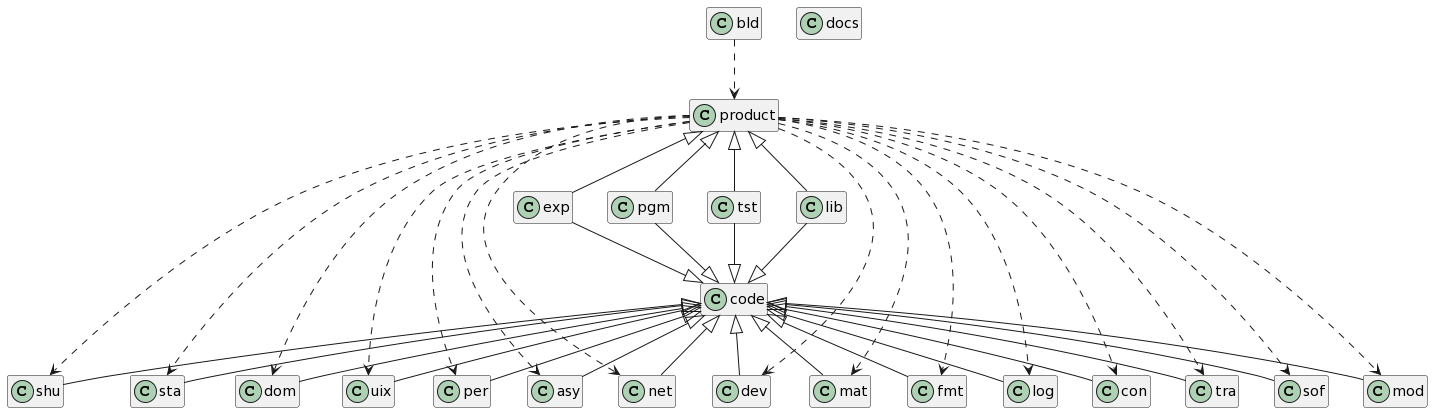 C bld
C docs
C product
C exp
C pgm
C tst
C lib
C code
C shu
C sta
C dom
C uix
C per
C asy
C net
C dev
C mat
C fmt
C log
C con
C tra
C sof
C mod